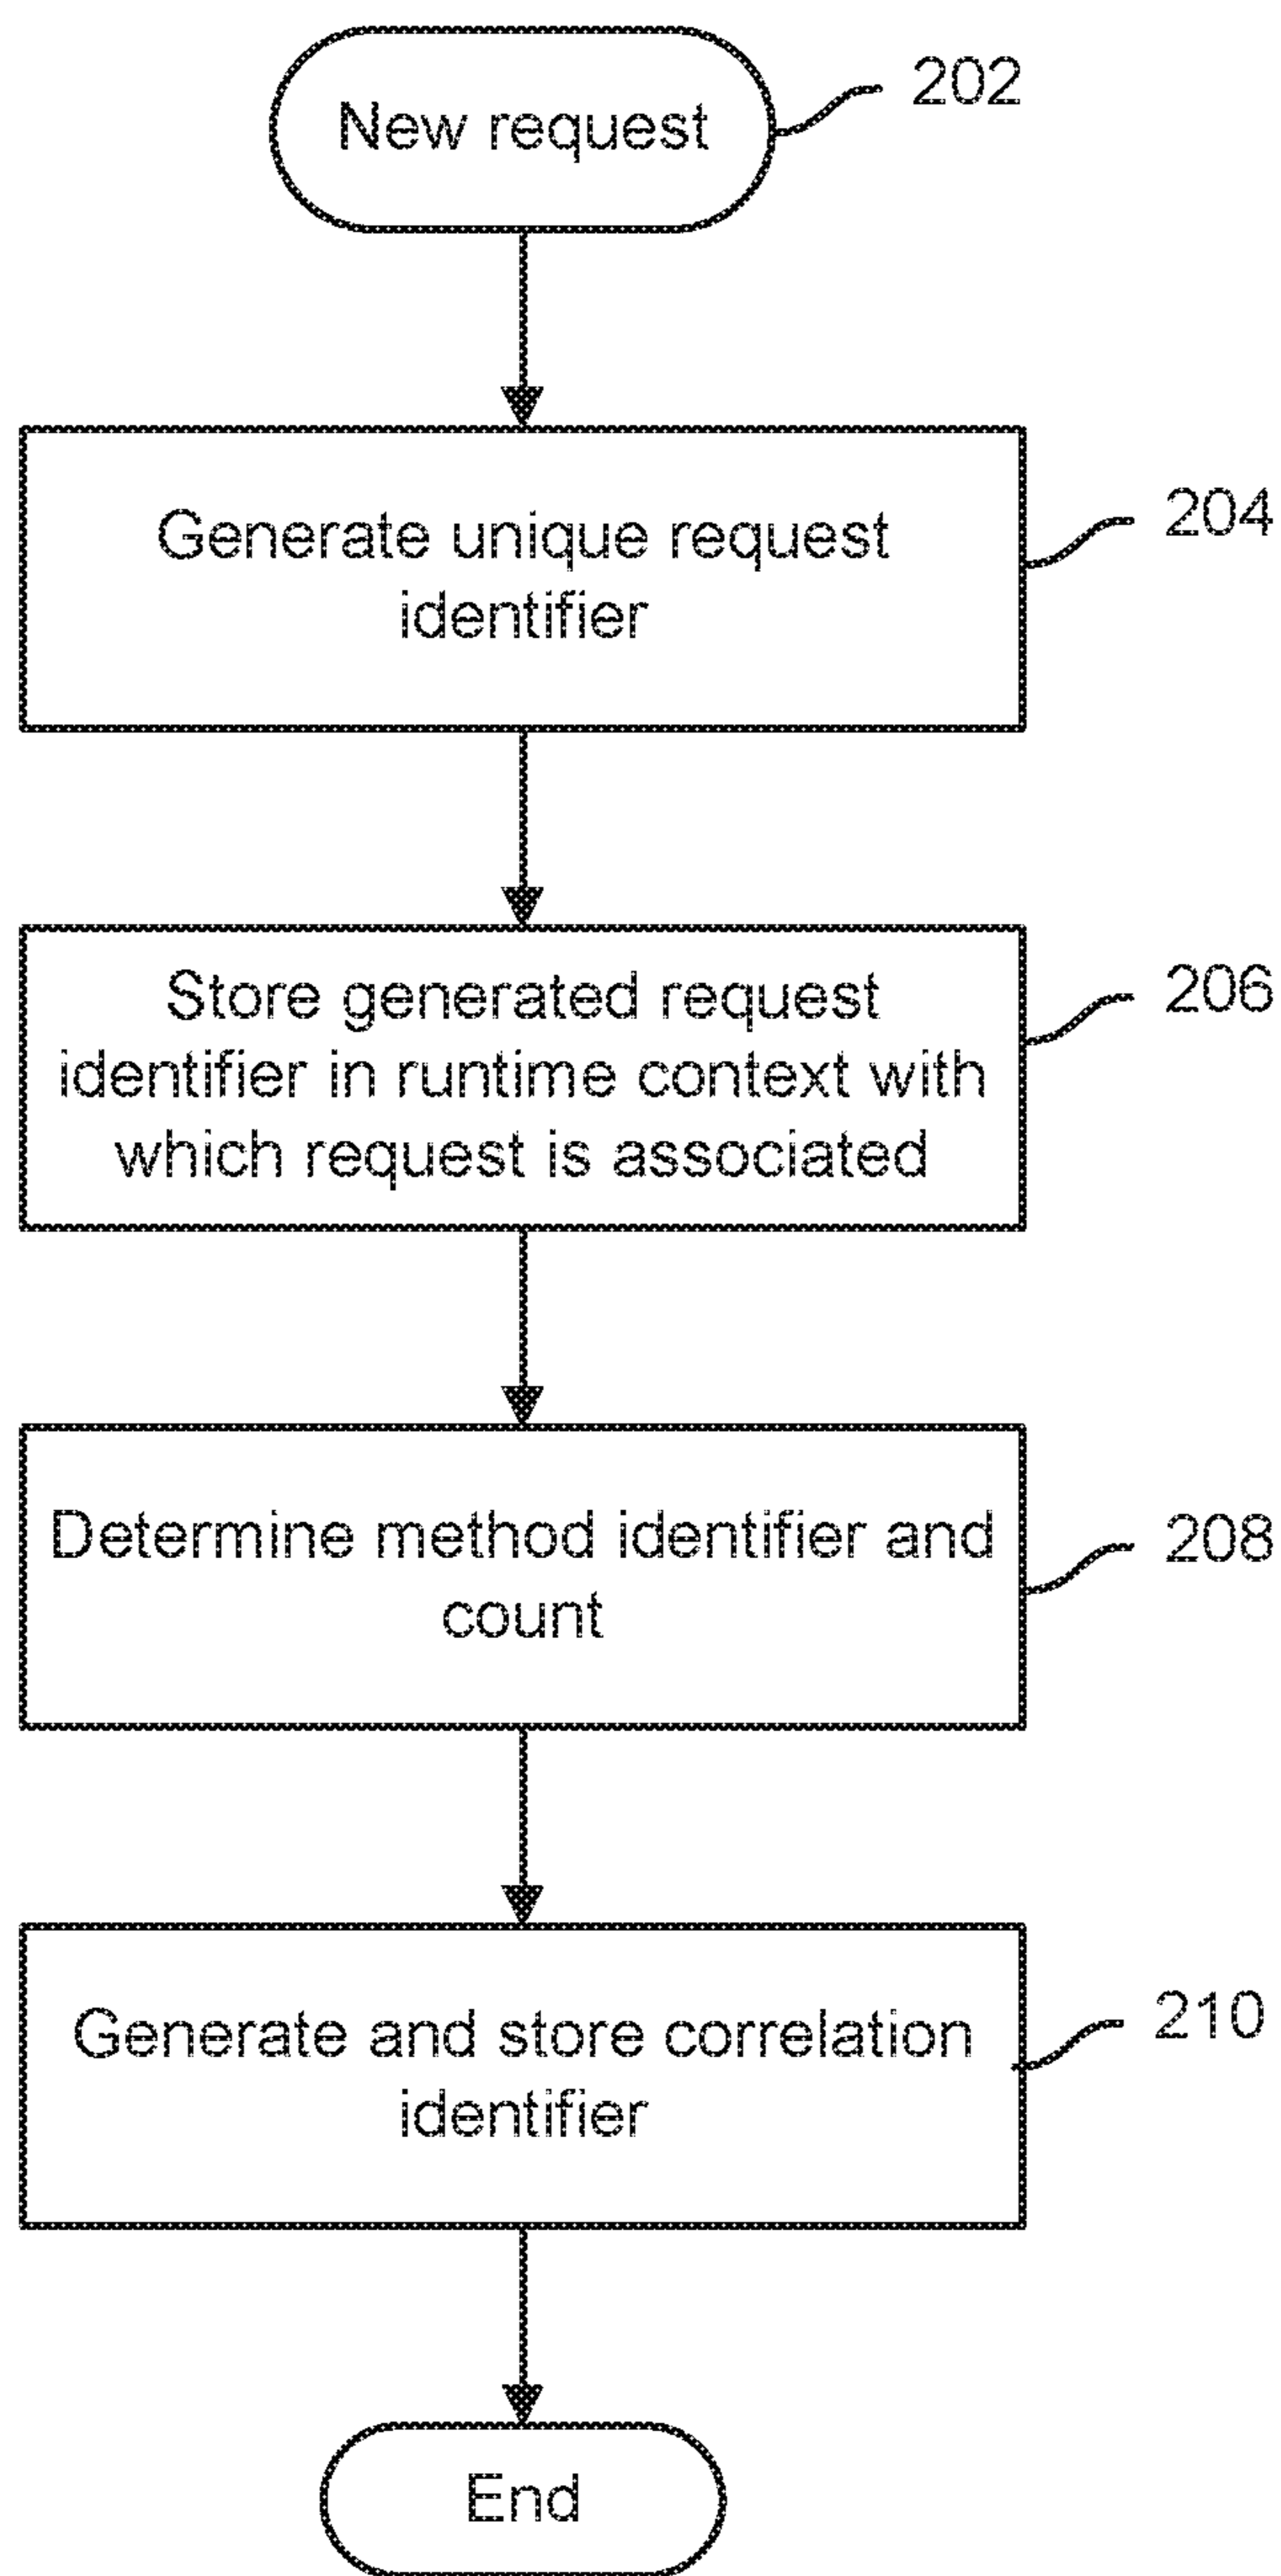 New request
202
Generate unique request
identifier
204
Store generated request
identifier in runtime context with
which request is associated
206
Determine method identifier and
count
208
Generate and store correlation
identifier
210
End